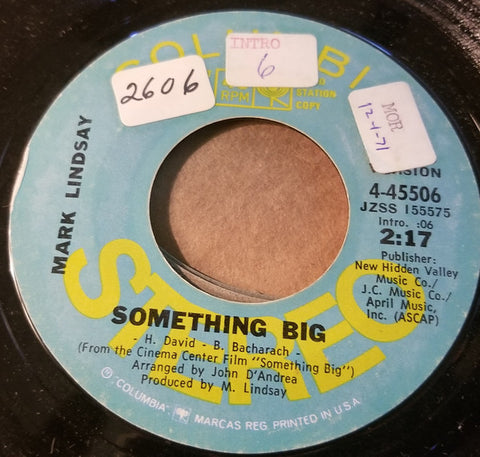 COLUMBI
INTRO
6
2606
RPM
STATION
COPY
MOR
12-1-71
MARK LINDSAY
4-45506
JZSS 155575
Intro. :06
2:17
Publisher:
New Hidden Valley
Music Co./
J.C. Music Co./
April Music,
Inc. (ASCAP)
STEREO
SOMETHING BIG
- H. David - B. Bacharach -
(From the Cinema Center Film "Something Big")
Arranged by John D'Andrea
Produced by M. Lindsay
Ⓟ © COLUMBIA MARCAS REG. PRINTED IN U.S.A.